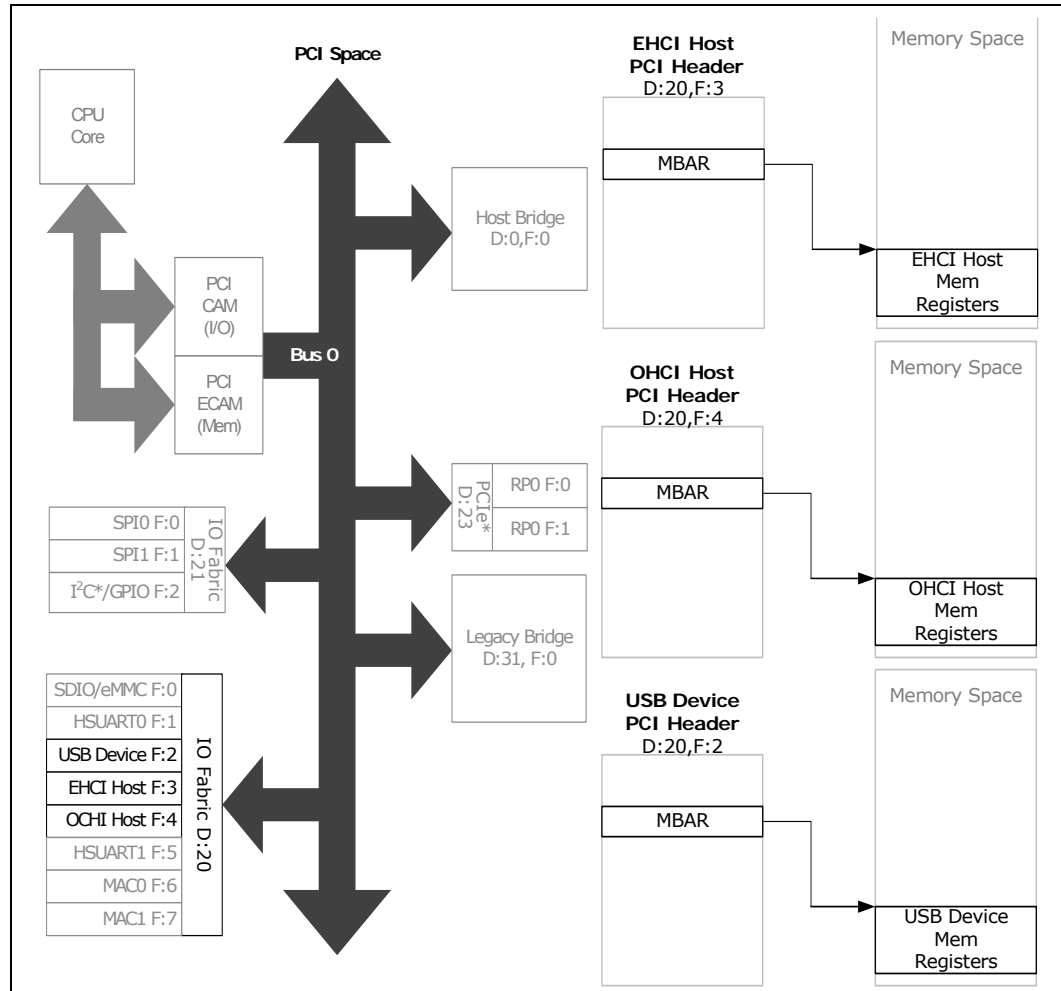 PCI Space
CPU
Core
PCI
CAM
(I/O)
PCI
ECAM
(Mem)
Bus 0
Host Bridge
D:0,F:0
PCIe*
D:23
RP0 F:0
RP0 F:1
Legacy Bridge
D:31, F:0
SPI0 F:0
SPI1 F:1
I²C*/GPIO F:2
IO Fabric
D:21
SDIO/eMMC F:0
HSUART0 F:1
USB Device F:2
EHCI Host F:3
OCHI Host F:4
HSUART1 F:5
MAC0 F:6
MAC1 F:7
IO Fabric D:20
EHCI Host
PCI Header
D:20,F:3
MBAR
Memory Space
EHCI Host
Mem
Registers
OHCI Host
PCI Header
D:20,F:4
MBAR
Memory Space
OHCI Host
Mem
Registers
USB Device
PCI Header
D:20,F:2
MBAR
Memory Space
USB Device
Mem
Registers